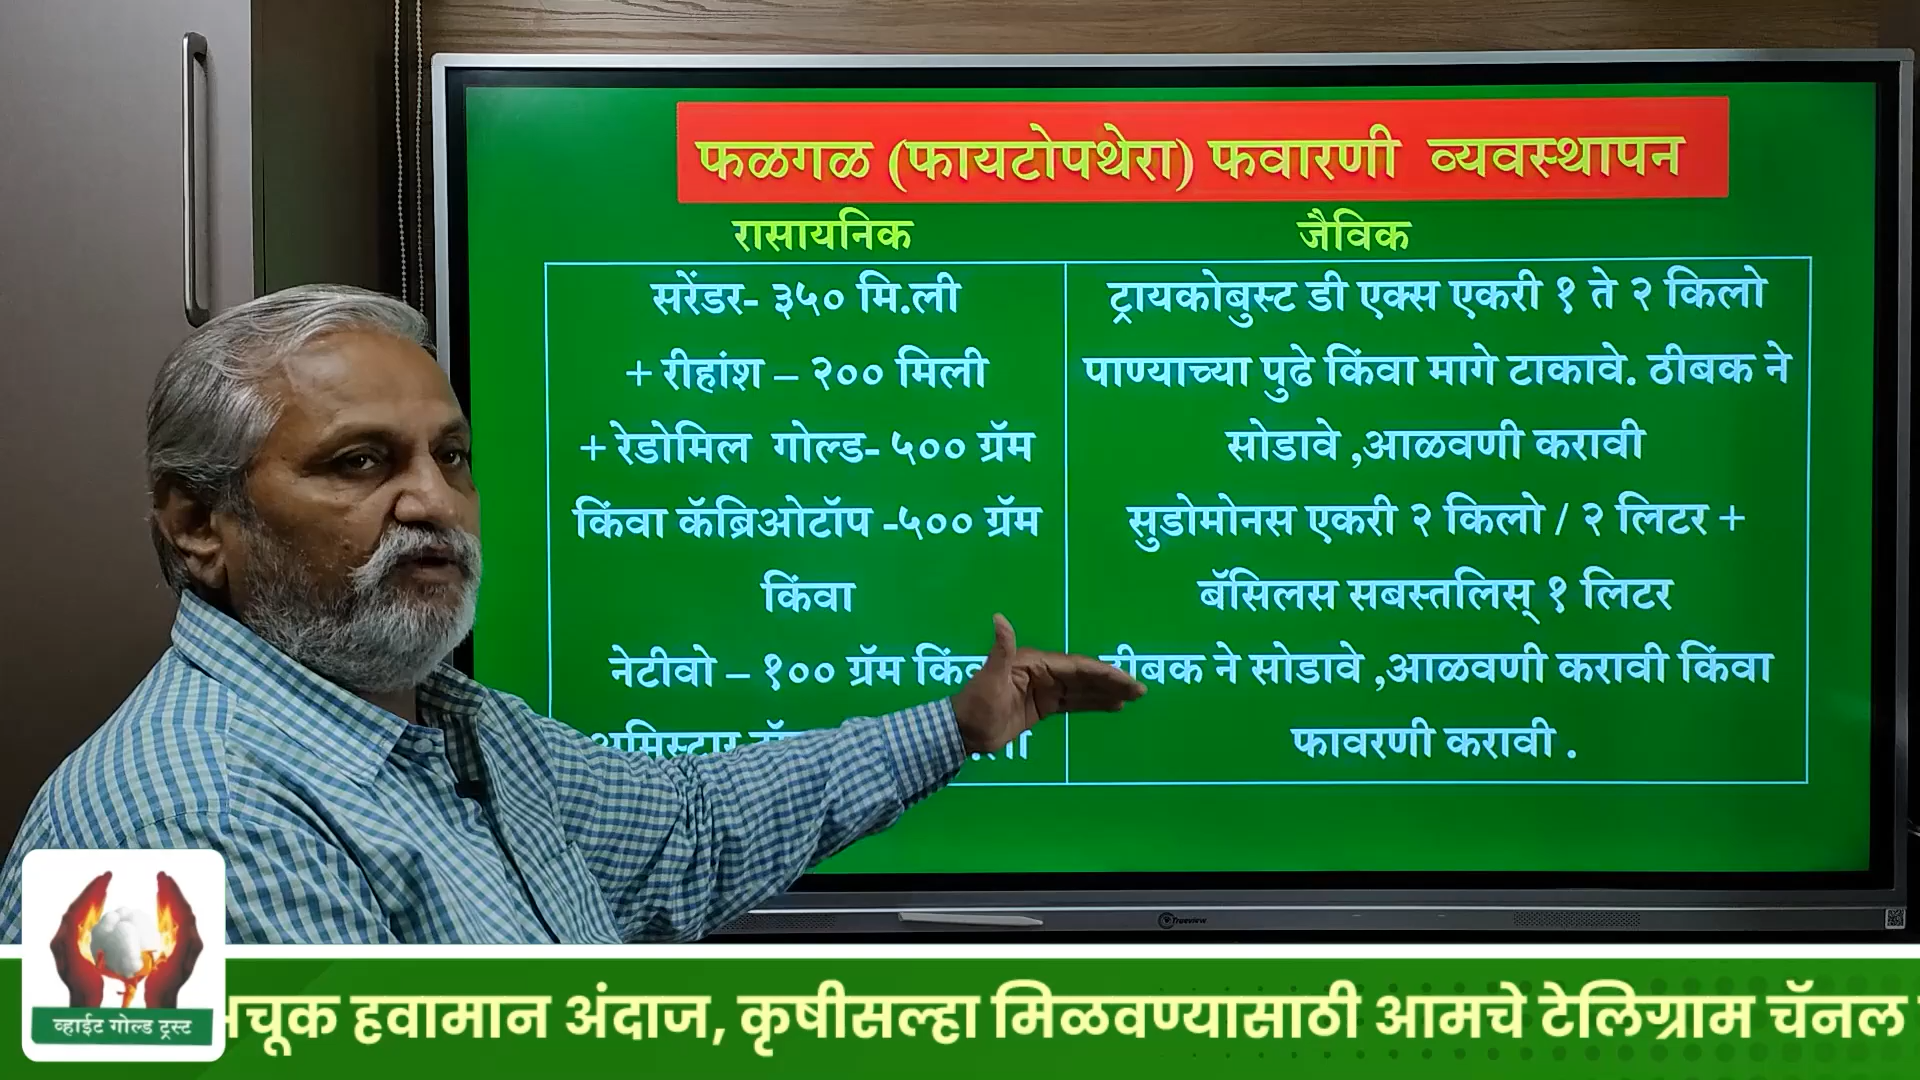 फळगळ (फायटोपथेरा) फवारणी व्यवस्थापन
रासायनिक
सरेंडर- ३५० मि.ली
+ रीहांश – २०० मिली
+ रेडोमिल गोल्ड- ५०० ग्रॅम
किंवा कॅब्रिओटॉप -५०० ग्रॅम
किंवा
नेटीवो – १०० ग्रॅम
जैविक
ट्रायकोबुस्ट डी एक्स एकरी १ ते २ किलो
पाण्याच्या पुढे किंवा मागे टाकावे. ठीबक ने
सोडावे ,आळवणी करावी
सुडोमोनस एकरी २ किलो / २ लिटर +
बॅसिलस सबस्तलिस् १ लिटर
ने सोडावे ,आळवणी करावी किंवा
फावरणी करावी .
Trueview
व्हाईट गोल्ड ट्रस्ट
हवामान अंदाज, कृषीसल्हा मिळवण्यासाठी आमचे टेलिग्राम चॅनल